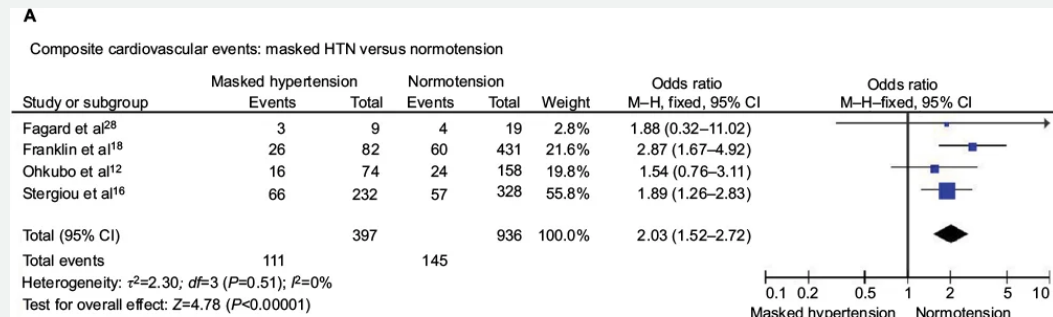 A
Composite cardiovascular events: masked HTN versus normotension
Masked hypertension Normotension Odds ratio Odds ratio
Study or subgroup Events Total Events Total Weight M–H, fixed, 95% CI M–H–fixed, 95% CI
Fagard et al28 3 9 4 19 2.8% 1.88 (0.32–11.02)
Franklin et al18 26 82 60 431 21.6% 2.87 (1.67–4.92)
Ohkubo et al12 16 74 24 158 19.8% 1.54 (0.76–3.11)
Stergiou et al16 66 232 57 328 55.8% 1.89 (1.26–2.83)
Total (95% CI) 397 936 100.0% 2.03 (1.52–2.72)
Total events 111 145
Heterogeneity: τ²=2.30; df=3 (P=0.51); I²=0%
Test for overall effect: Z=4.78 (P<0.00001)
0.1 0.2 0.5 1 2 5 10
Masked hypertension Normotension